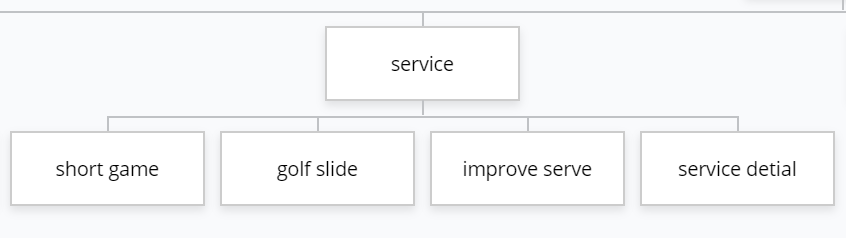 service
short game
golf slide
improve serve
service detial